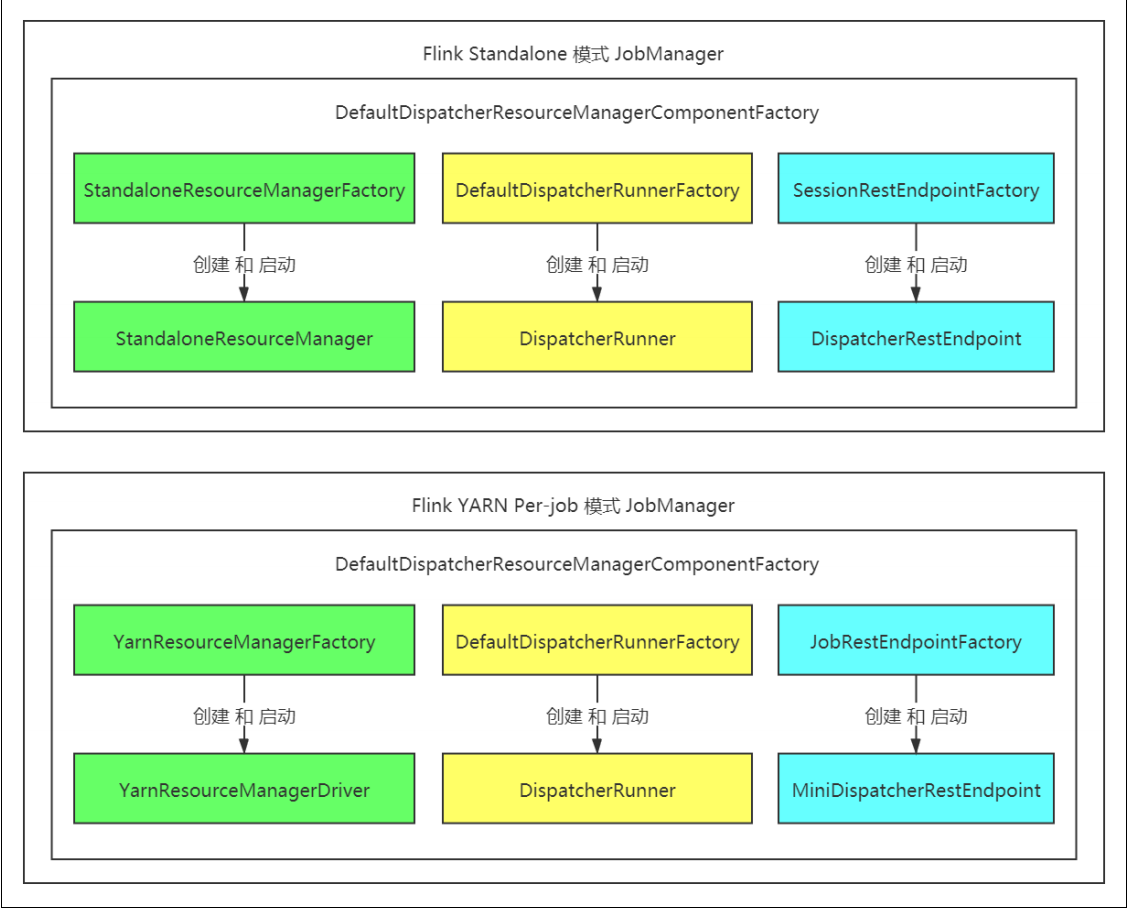 Flink Standalone 模式 JobManager
DefaultDispatcherResourceManagerComponentFactory
StandaloneResourceManagerFactory
DefaultDispatcherRunnerFactory
SessionRestEndpointFactory
创建 和 启动
创建 和 启动
创建 和 启动
StandaloneResourceManager
DispatcherRunner
DispatcherRestEndpoint
Flink YARN Per-job 模式 JobManager
DefaultDispatcherResourceManagerComponentFactory
YarnResourceManagerFactory
DefaultDispatcherRunnerFactory
JobRestEndpointFactory
创建 和 启动
创建 和 启动
创建 和 启动
YarnResourceManagerDriver
DispatcherRunner
MiniDispatcherRestEndpoint